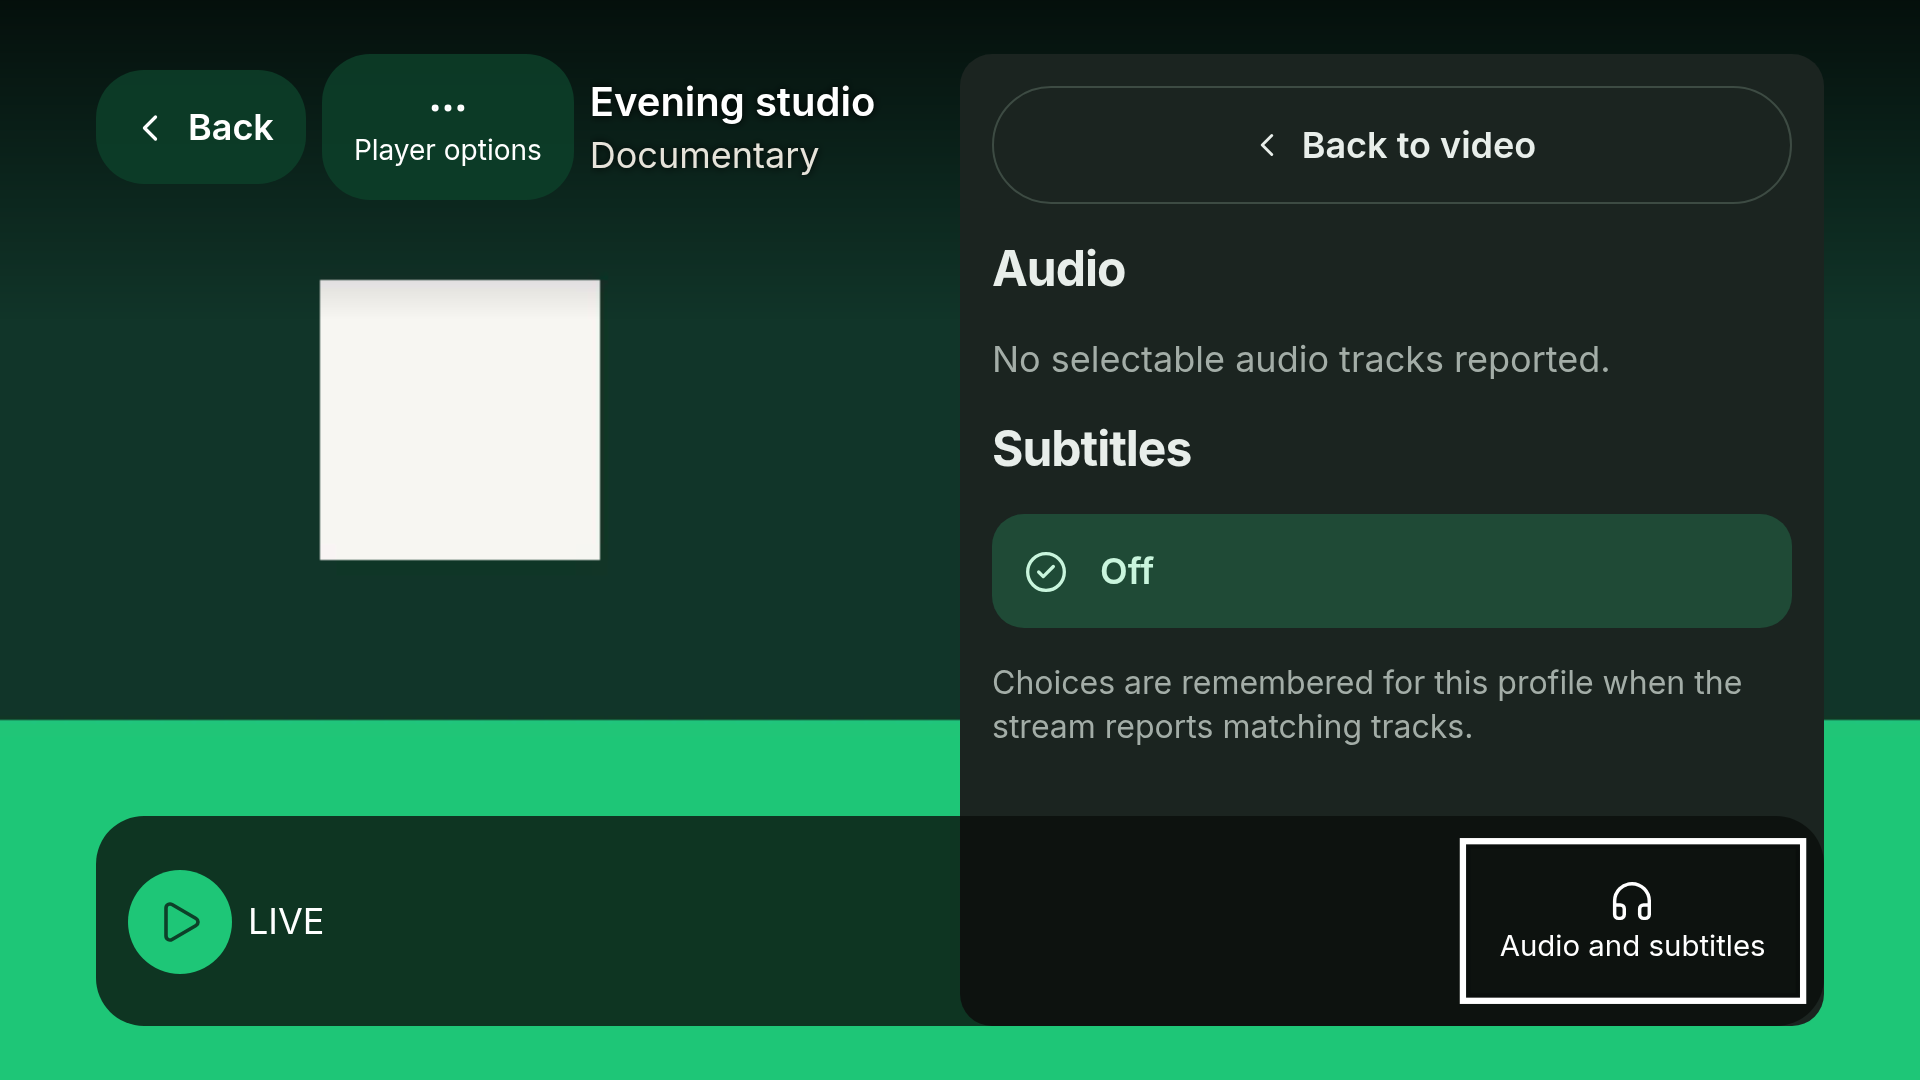 Back
Player options
Evening studio
Documentary
Back to video
Audio
No selectable audio tracks reported.
Subtitles
Off
Choices are remembered for this profile when the
stream reports matching tracks.
LIVE
Audio and subtitles